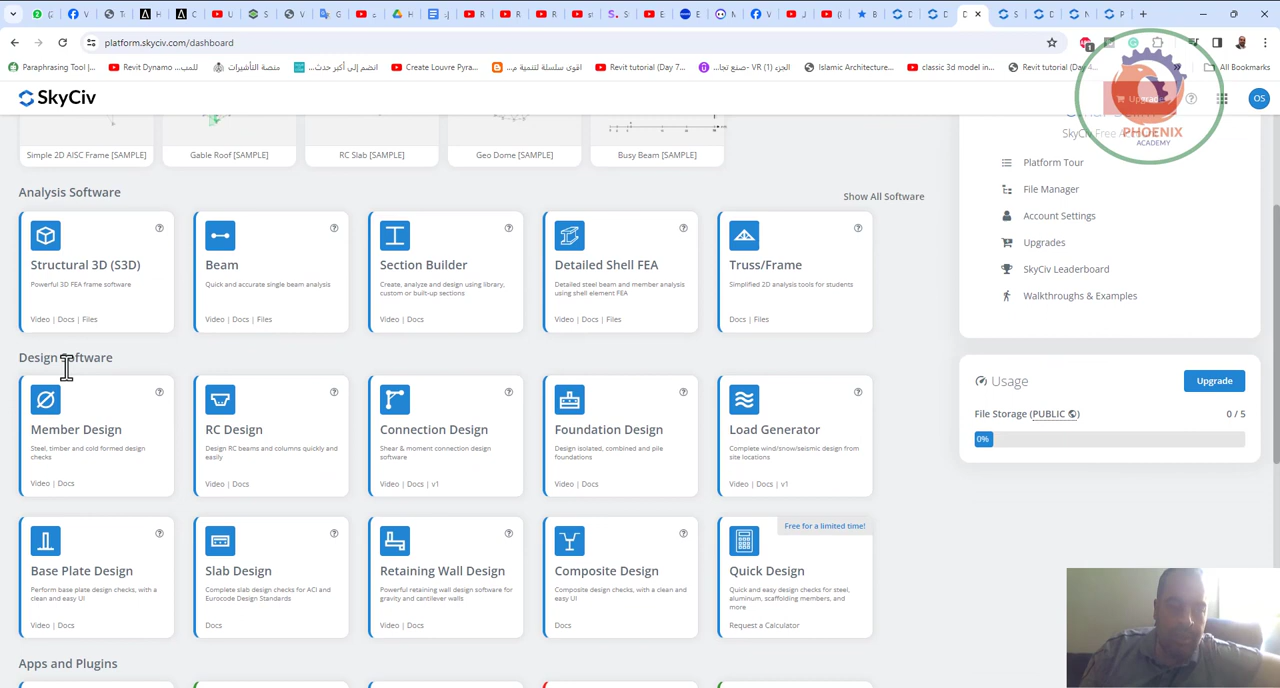 platform.skyciv.com/dashboard
Paraphrasing Tool |...
Revit Dynamo ديناموللمب...
منصة التأشيرات
انضم إلى أكبر حدث...
Create Louvre Pyra...
اقوى سلسلة لتنمية م...
Revit tutorial (Day 7...
الجزء 1) VR -صنع تجا...
Islamic Architecture...
classic 3d model in...
Revit tutorial (Day 4...
All Bookmarks
SkyCiv
Upgrade
OS
PHOENIX
ACADEMY
Simple 2D AISC Frame [SAMPLE]
Gable Roof [SAMPLE]
RC Slab [SAMPLE]
Geo Dome [SAMPLE]
Busy Beam [SAMPLE]
Analysis Software
Show All Software
Structural 3D (S3D)
Powerful 3D FEA frame software
Video | Docs | Files
Beam
Quick and accurate single beam analysis
Video | Docs | Files
Section Builder
Create, analyze and design using library,
custom or built-up sections
Video | Docs
Detailed Shell FEA
Detailed steel beam and member analysis
using shell element FEA
Video | Docs | Files
Truss/Frame
Simplified 2D analysis tools for students
Docs | Files
Design Software
Member Design
Steel, timber and cold formed design
checks
Video | Docs
RC Design
Design RC beams and columns quickly and
easily
Video | Docs
Connection Design
Shear & moment connection design
software
Video | Docs | v1
Foundation Design
Design isolated, combined and pile
foundations
Video | Docs
Load Generator
Complete wind/snow/seismic design from
site locations
Video | Docs | v1
Base Plate Design
Perform base plate design checks, with a
clean and easy UI
Video | Docs
Slab Design
Complete slab design checks for ACI and
Eurocode Design Standards
Docs
Retaining Wall Design
Powerful retaining wall design software for
gravity and cantilever walls
Video | Docs
Composite Design
Composite design checks, with a clean and
easy UI
Docs
Free for a limited time!
Quick Design
Quick and easy design checks for steel,
aluminum, scaffolding members, and
more
Request a Calculator
Apps and Plugins
Platform Tour
File Manager
Account Settings
Upgrades
SkyCiv Leaderboard
Walkthroughs & Examples
Usage
Upgrade
File Storage (PUBLIC)
0 / 5
0%